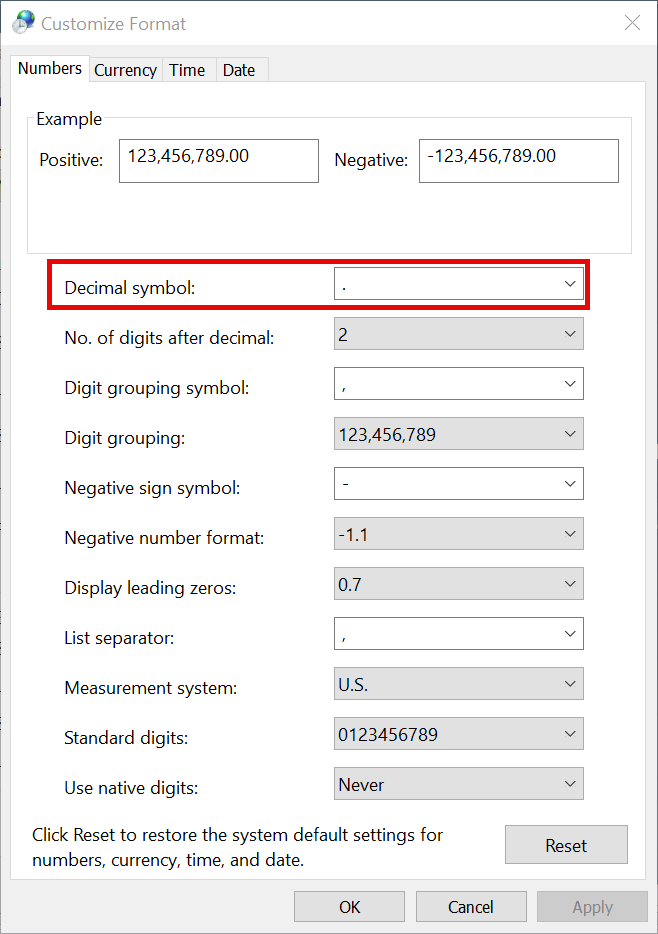 Customize Format
Numbers Currency Time Date
Example
Positive: 123,456,789.00 Negative: -123,456,789.00
Decimal symbol: .
No. of digits after decimal: 2
Digit grouping symbol: ,
Digit grouping: 123,456,789
Negative sign symbol: -
Negative number format: -1.1
Display leading zeros: 0.7
List separator: ,
Measurement system: U.S.
Standard digits: 0123456789
Use native digits: Never
Click Reset to restore the system default settings for
numbers, currency, time, and date.
Reset
OK Cancel Apply